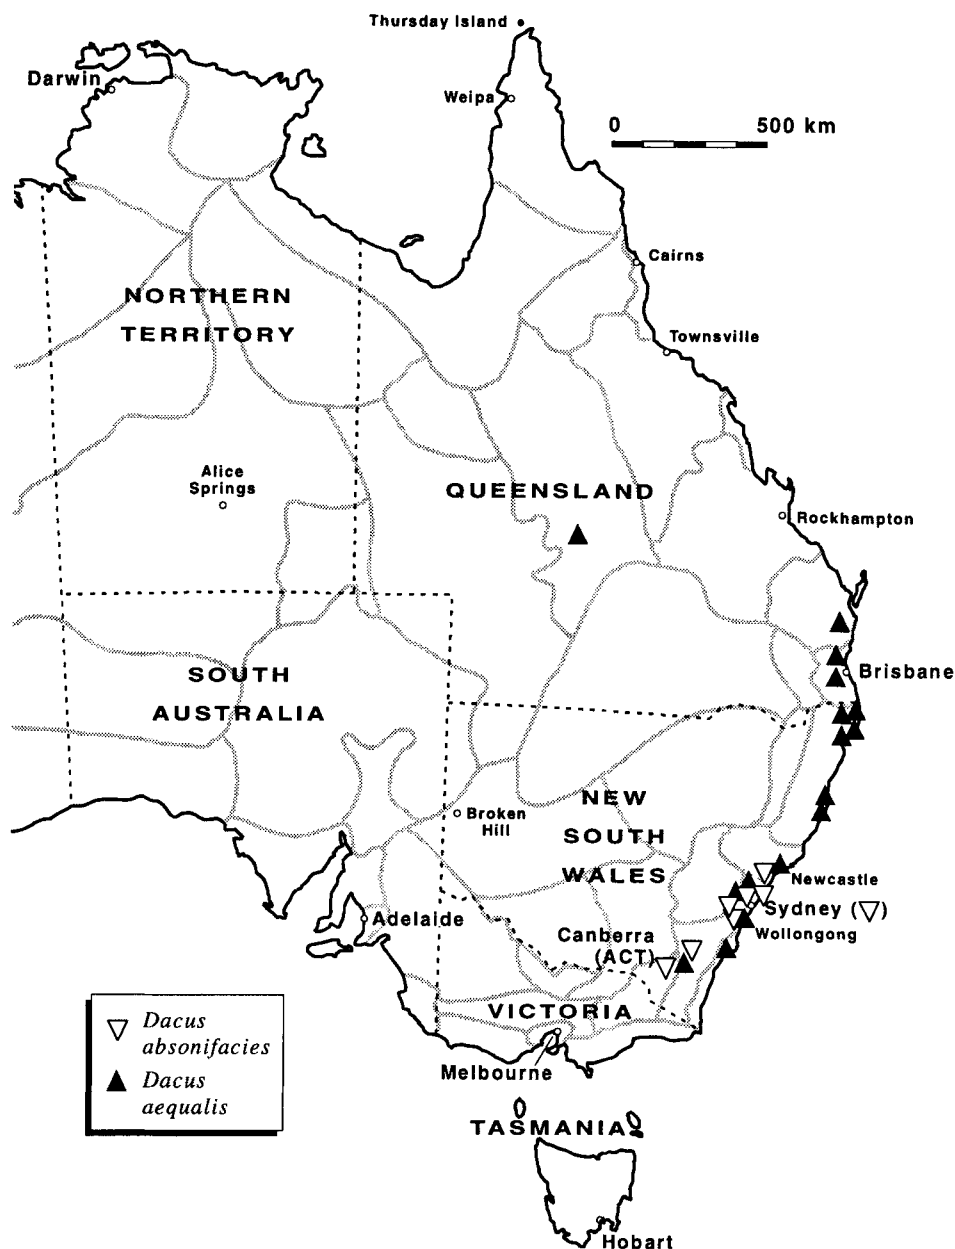 Thursday Island
Darwin
Weipa
0 500 km
Cairns
NORTHERN
TERRITORY
Townsville
Alice
Springs
QUEENSLAND
Rockhampton
SOUTH
AUSTRALIA
Brisbane
NEW
SOUTH
WALES
Broken
Hill
Newcastle
Sydney (▽)
Adelaide
Wollongong
Canberra
(ACT)
VICTORIA
Melbourne
Dacus
absonifacies
Dacus
aequalis
TASMANIA
Hobart